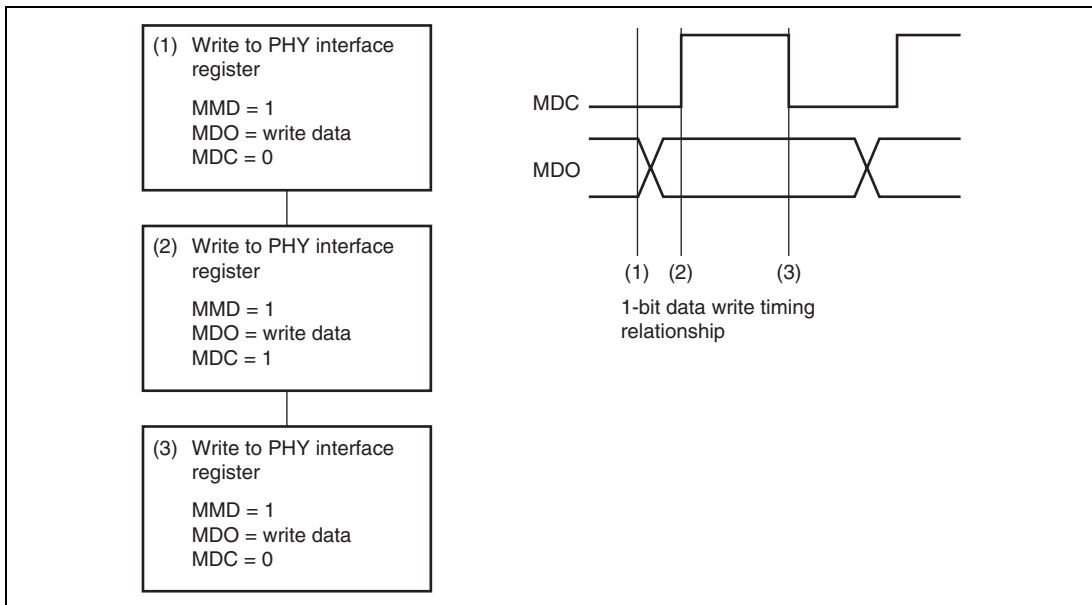 (1) Write to PHY interface
register
MMD = 1
MDO = write data
MDC = 0
(2) Write to PHY interface
register
MMD = 1
MDO = write data
MDC = 1
(3) Write to PHY interface
register
MMD = 1
MDO = write data
MDC = 0
MDC
MDO
(1) (2) (3)
1-bit data write timing
relationship